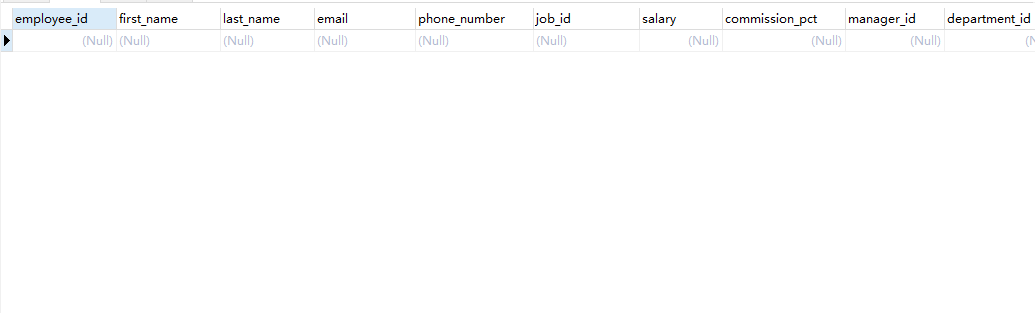 employee_id first_name last_name email phone_number job_id salary commission_pct manager_id department_id
(Null) (Null) (Null) (Null) (Null) (Null) (Null) (Null) (Null)